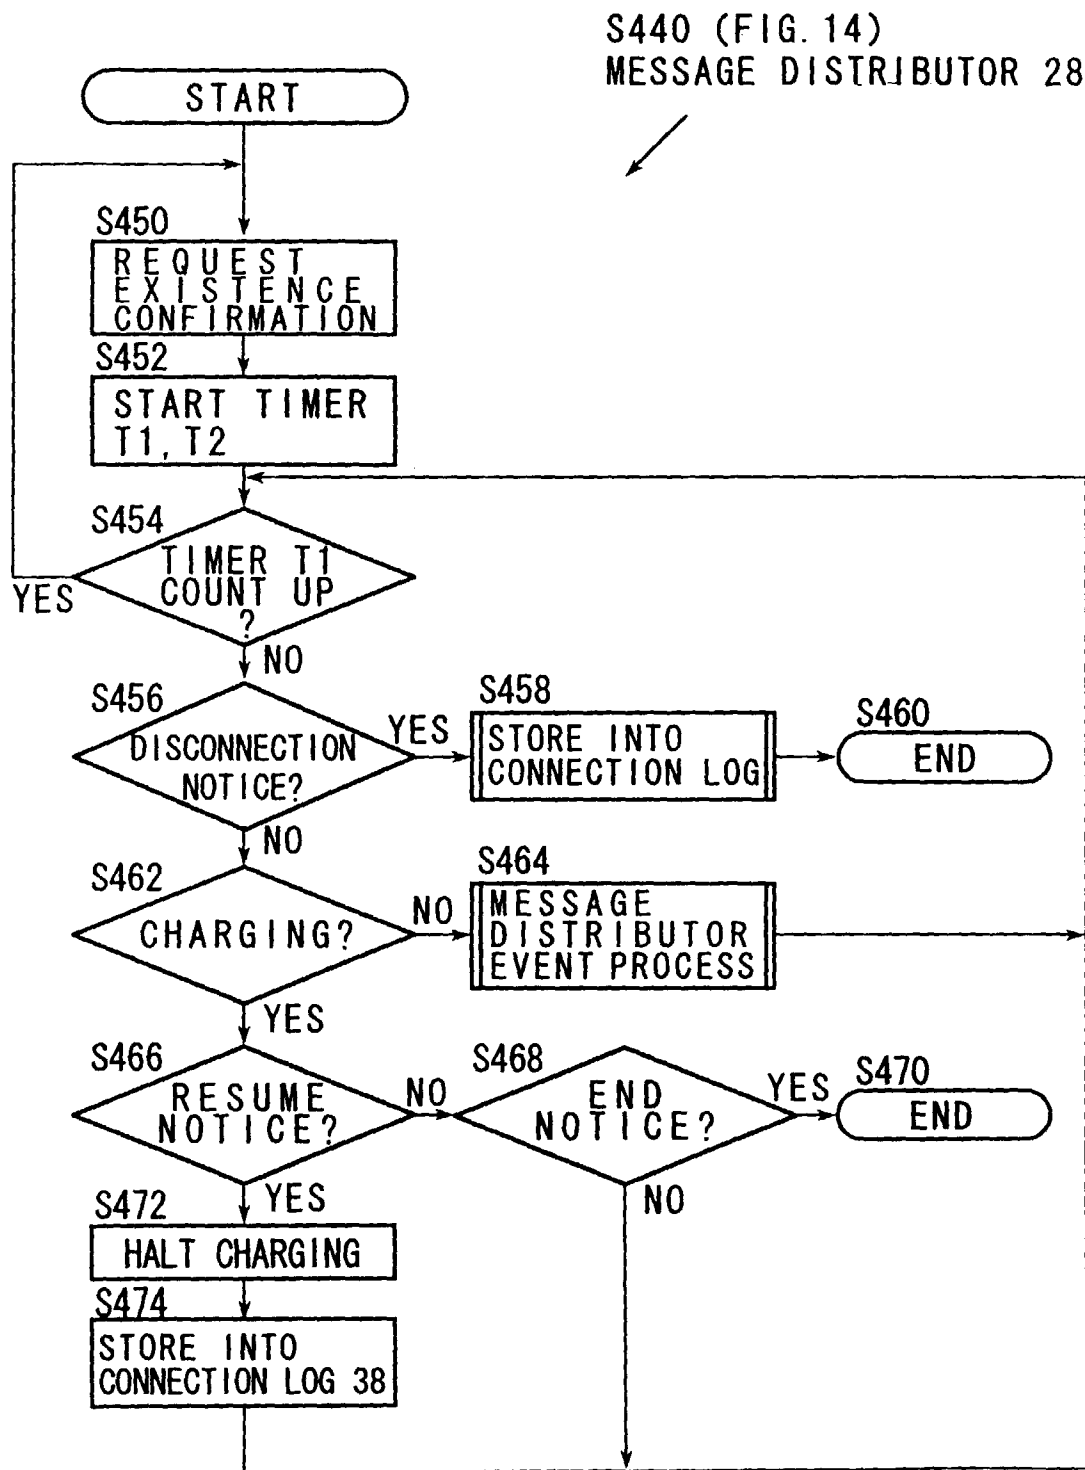 S440 (FIG. 14)
MESSAGE DISTRIBUTOR 28
START
S450
REQUEST
EXISTENCE
CONFIRMATION
S452
START TIMER
T1, T2
S454
TIMER T1
COUNT UP
?
YES
NO
S456
DISCONNECTION
NOTICE?
YES
S458
STORE INTO
CONNECTION LOG
S460
END
NO
S462
CHARGING?
NO
S464
MESSAGE
DISTRIBUTOR
EVENT PROCESS
YES
S466
RESUME
NOTICE?
NO
S468
END
NOTICE?
YES
S470
END
YES
NO
S472
HALT CHARGING
S474
STORE INTO
CONNECTION LOG 38